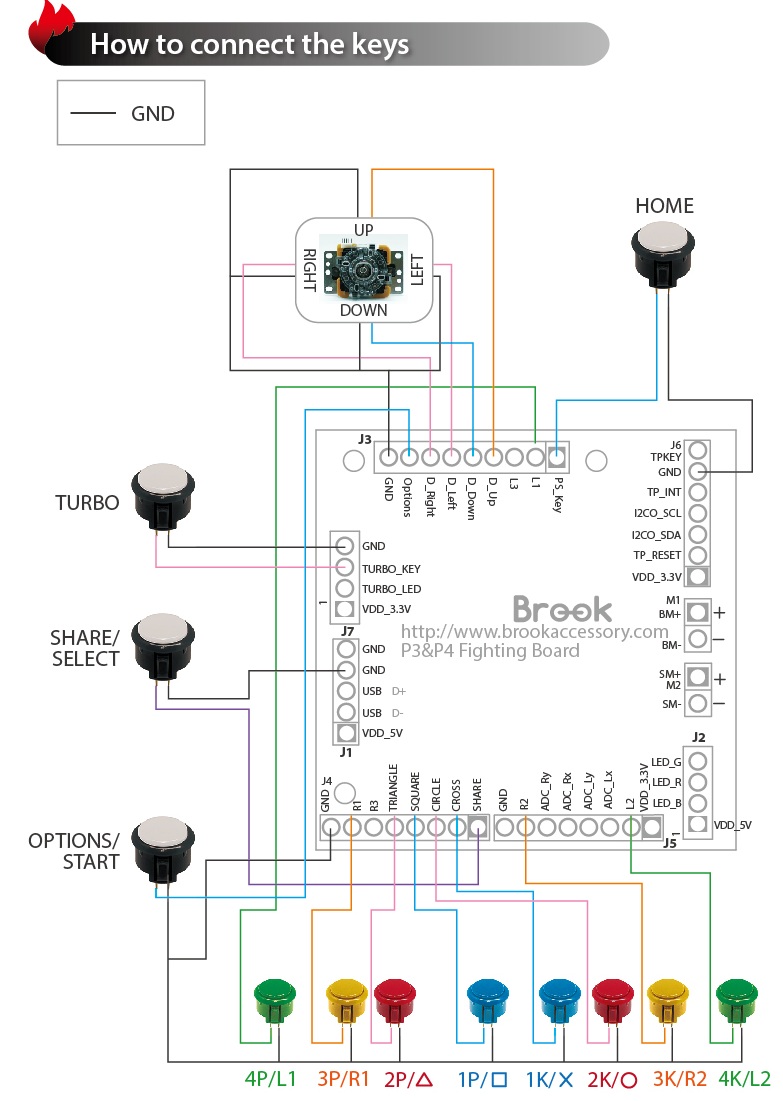 How to connect the keys
GND
HOME
UP
RIGHT
LEFT
DOWN
J3
GND
Options
D_Right
D_Left
D_Down
D_Up
L3
L1
PS_Key
J6
TPKEY
GND
TP_INT
I2CO_SCL
I2CO_SDA
TP_RESET
VDD_3.3V
TURBO
GND
TURBO_KEY
TURBO_LED
1 VDD_3.3V
J7
Brook
http://www.brookaccessory.com
P3&P4 Fighting Board
M1
BM+ +
BM- −
SM+ +
M2
SM- −
SHARE/
SELECT
GND
GND
USB D+
USB D-
VDD_5V
J1
J2
LED_G
LED_R
LED_B
1 VDD_5V
J4
GND
R1
R3
TRIANGLE
SQUARE
CIRCLE
CROSS
SHARE
GND
R2
ADC_Ry
ADC_Rx
ADC_Ly
ADC_Lx
L2
VDD_3.3V
J5
OPTIONS/
START
4P/L1 3P/R1 2P/△ 1P/□ 1K/✕ 2K/○ 3K/R2 4K/L2